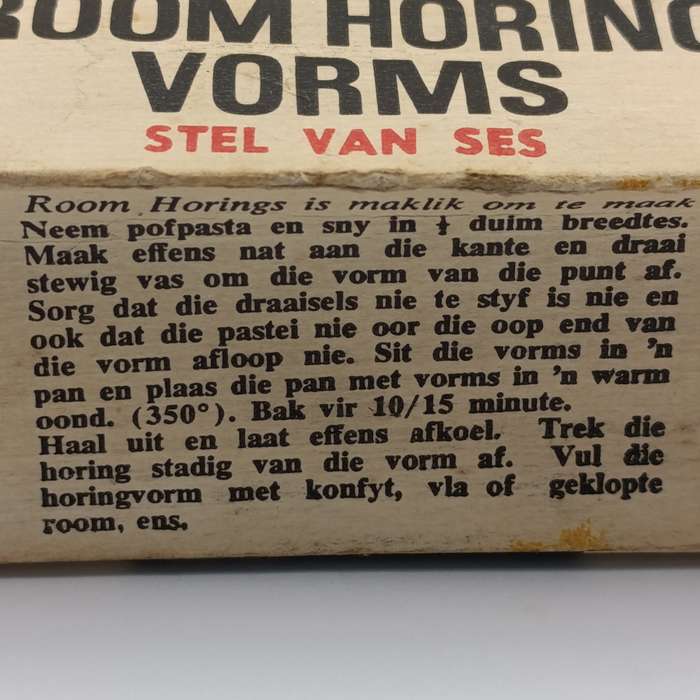 ROOM HORING
VORMS
STEL VAN SES
Room Horings is maklik om te maak
Neem pofpasta en sny in ½ duim breedtes.
Maak effens nat aan die kante en draai
stewig vas om die vorm van die punt af.
Sorg dat die draaisels nie te styf is nie en
ook dat die pastei nie oor die oop end van
die vorm afloop nie. Sit die vorms in 'n
pan en plaas die pan met vorms in 'n warm
oond. (350°). Bak vir 10/15 minute.
Haal uit en laat effens afkoel. Trek die
horing stadig van die vorm af. Vul die
horingvorm met konfyt, vla of geklopte
room, ens.